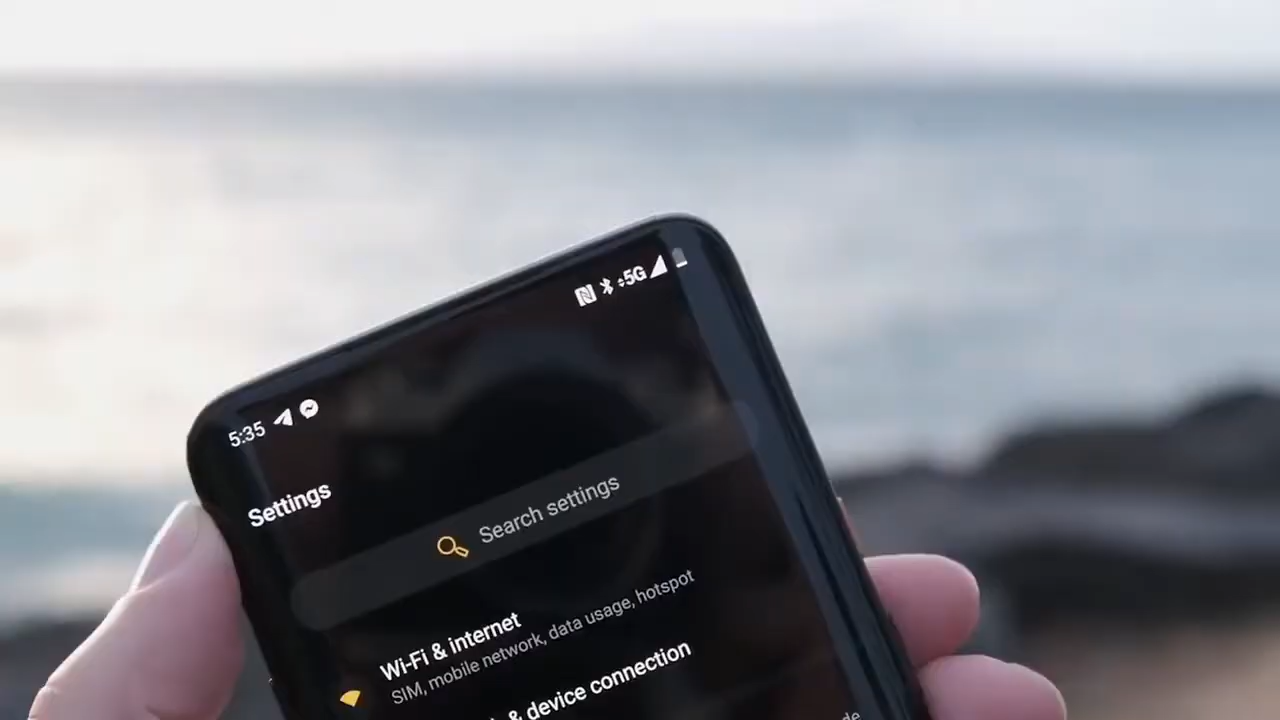 5:35
5G
Settings
Search settings
Wi-Fi & internet
SIM, mobile network, data usage, hotspot
& device connection